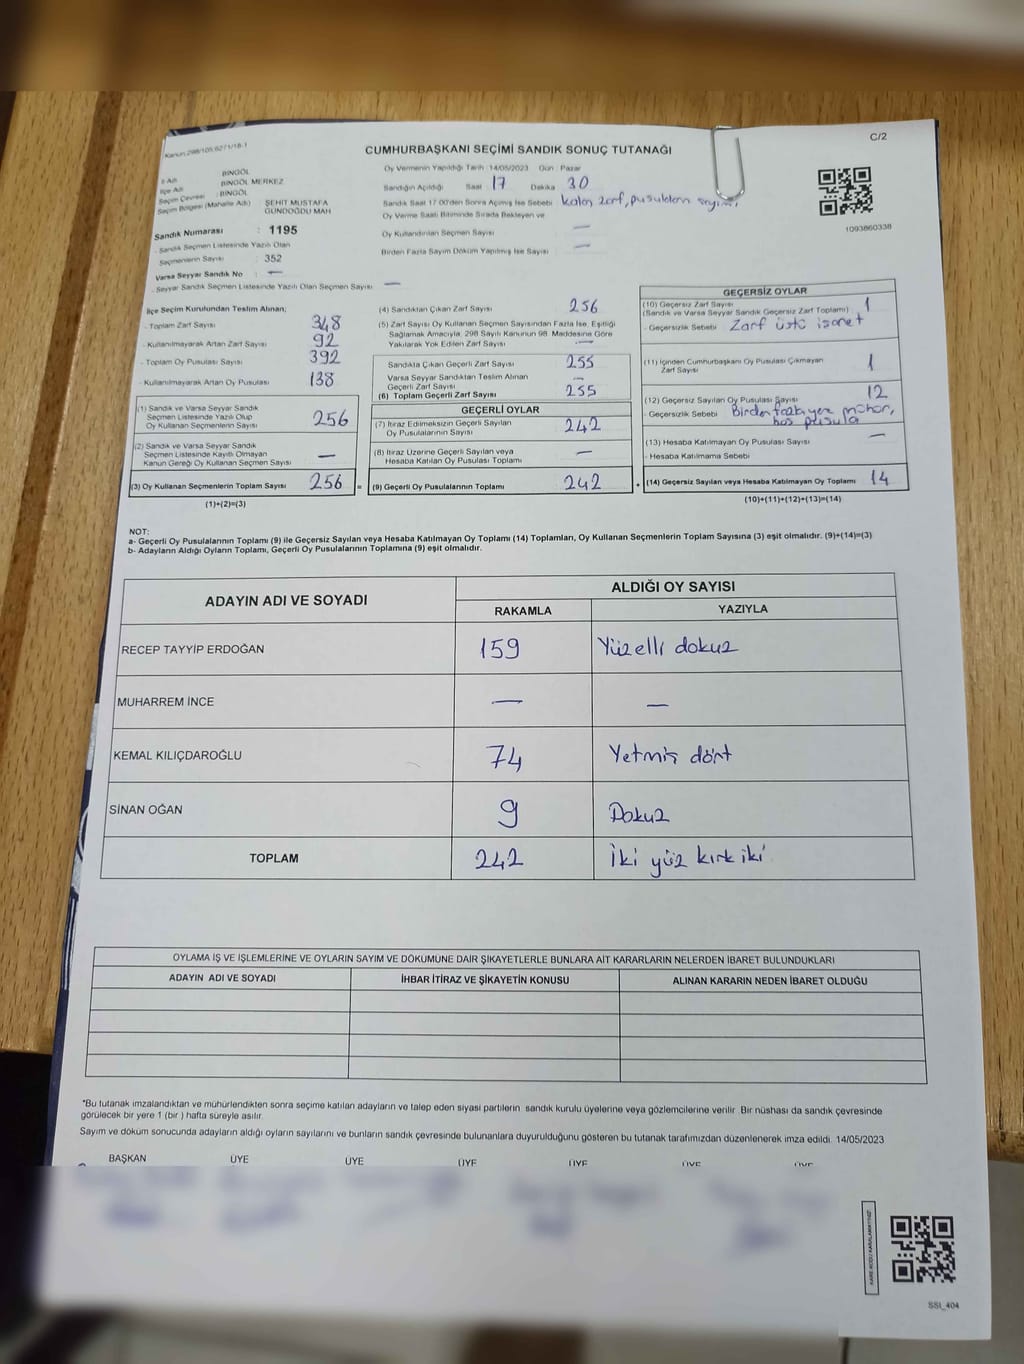 Kanun:298/105;6271/18-1
C/2
CUMHURBAŞKANI SEÇİMİ SANDIK SONUÇ TUTANAĞI
İl Adı : BİNGÖL
İlçe Adı : BİNGÖL MERKEZ
Seçim Çevresi : BİNGÖL
Seçim Bölgesi (Mahalle Adı) : ŞEHİT MUSTAFA GÜNDOĞDU MAH
Sandık Numarası : 1195
- Sandık Seçmen Listesinde Yazılı Olan Seçmenlerin Sayısı : 352
Varsa Seyyar Sandık No : —
- Seyyar Sandık Seçmen Listesinde Yazılı Olan Seçmen Sayısı : —
Oy Vermenin Yapıldığı Tarih :14/05/2023 Gün : Pazar
Sandığın Açıldığı Saat 17 Dakika 30
Sandık Saat 17.00'den Sonra Açılmış İse Sebebi : kalan zarf, pusuların sayımı
Oy Verme Saati Bitiminde Sırada Bekleyen ve
Oy Kullandırılan Seçmen Sayısı —
Birden Fazla Sayım Döküm Yapılmış İse Sayısı —
1093860338
İlçe Seçim Kurulundan Teslim Alınan;
- Toplam Zarf Sayısı 348
- Kullanılmayarak Artan Zarf Sayısı 92
- Toplam Oy Pusulası Sayısı 392
- Kullanılmayarak Artan Oy Pusulası 138
(1) Sandık ve Varsa Seyyar Sandık
Seçmen Listesinde Yazılı Olup
Oy Kullanan Seçmenlerin Sayısı 256
(2) Sandık ve Varsa Seyyar Sandık
Seçmen Listesinde Kayıtlı Olmayan
Kanun Gereği Oy Kullanan Seçmen Sayısı —
(3) Oy Kullanan Seçmenlerin Toplam Sayısı 256 =
(1)+(2)=(3)
(4) Sandıktan Çıkan Zarf Sayısı 256
(5) Zarf Sayısı Oy Kullanan Seçmen Sayısından Fazla İse, Eşitliği
Sağlamak Amacıyla, 298 Sayılı Kanunun 98. Maddesine Göre
Yakılarak Yok Edilen Zarf Sayısı —
Sandıkta Çıkan Geçerli Zarf Sayısı 255
Varsa Seyyar Sandıktan Teslim Alınan
Geçerli Zarf Sayısı —
(6) Toplam Geçerli Zarf Sayısı 255
GEÇERLİ OYLAR
(7) İtiraz Edilmeksizin Geçerli Sayılan
Oy Pusulalarının Sayısı 242
(8) İtiraz Üzerine Geçerli Sayılan veya
Hesaba Katılan Oy Pusulası Toplamı —
(9) Geçerli Oy Pusulalarının Toplamı 242 +
GEÇERSİZ OYLAR
(10) Geçersiz Zarf Sayısı 1
(Sandık ve Varsa Seyyar Sandık Geçersiz Zarf Toplamı)
- Geçersizlik Sebebi Zarf üstü işaret
(11) İçinden Cumhurbaşkanı Oy Pusulası Çıkmayan
Zarf Sayısı 1
(12) Geçersiz Sayılan Oy Pusulası Sayısı 12
- Geçersizlik Sebebi Birden fazla yere mühür,
boş pusula
(13) Hesaba Katılmayan Oy Pusulası Sayısı —
- Hesaba Katılmama Sebebi
(14) Geçersiz Sayılan veya Hesaba Katılmayan Oy Toplamı 14
(10)+(11)+(12)+(13)=(14)
NOT:
a- Geçerli Oy Pusulalarının Toplamı (9) ile Geçersiz Sayılan veya Hesaba Katılmayan Oy Toplamı (14) Toplamları, Oy Kullanan Seçmenlerin Toplam Sayısına (3) eşit olmalıdır. (9)+(14)=(3)
b- Adayların Aldığı Oyların Toplamı, Geçerli Oy Pusulalarının Toplamına (9) eşit olmalıdır.
ADAYIN ADI VE SOYADI ALDIĞI OY SAYISI
RAKAMLA YAZIYLA
RECEP TAYYİP ERDOĞAN 159 Yüzelli dokuz
MUHARREM İNCE — —
KEMAL KILIÇDAROĞLU 74 Yetmiş dört
SİNAN OĞAN 9 Dokuz
TOPLAM 242 İki yüz kırk iki
OYLAMA İŞ VE İŞLEMLERİNE VE OYLARIN SAYIM VE DÖKÜMÜNE DAİR ŞİKAYETLERLE BUNLARA AİT KARARLARIN NELERDEN İBARET BULUNDUKLARI
ADAYIN ADI VE SOYADI İHBAR İTİRAZ VE ŞİKAYETİN KONUSU ALINAN KARARIN NEDEN İBARET OLDUĞU
*Bu tutanak imzalandıktan ve mühürlendikten sonra seçime katılan adayların ve talep eden siyasi partilerin sandık kurulu üyelerine veya gözlemcilerine verilir. Bir nüshası da sandık çevresinde
görülecek bir yere 1 (bir ) hafta süreyle asılır.
Sayım ve döküm sonucunda adayların aldığı oyların sayılarını ve bunların sandık çevresinde bulunanlara duyurulduğunu gösteren bu tutanak tarafımızdan düzenlenerek imza edildi. 14/05/2023
BAŞKAN ÜYE ÜYE ÜYE ÜYE ÜYE ÜYE
SSİ_404